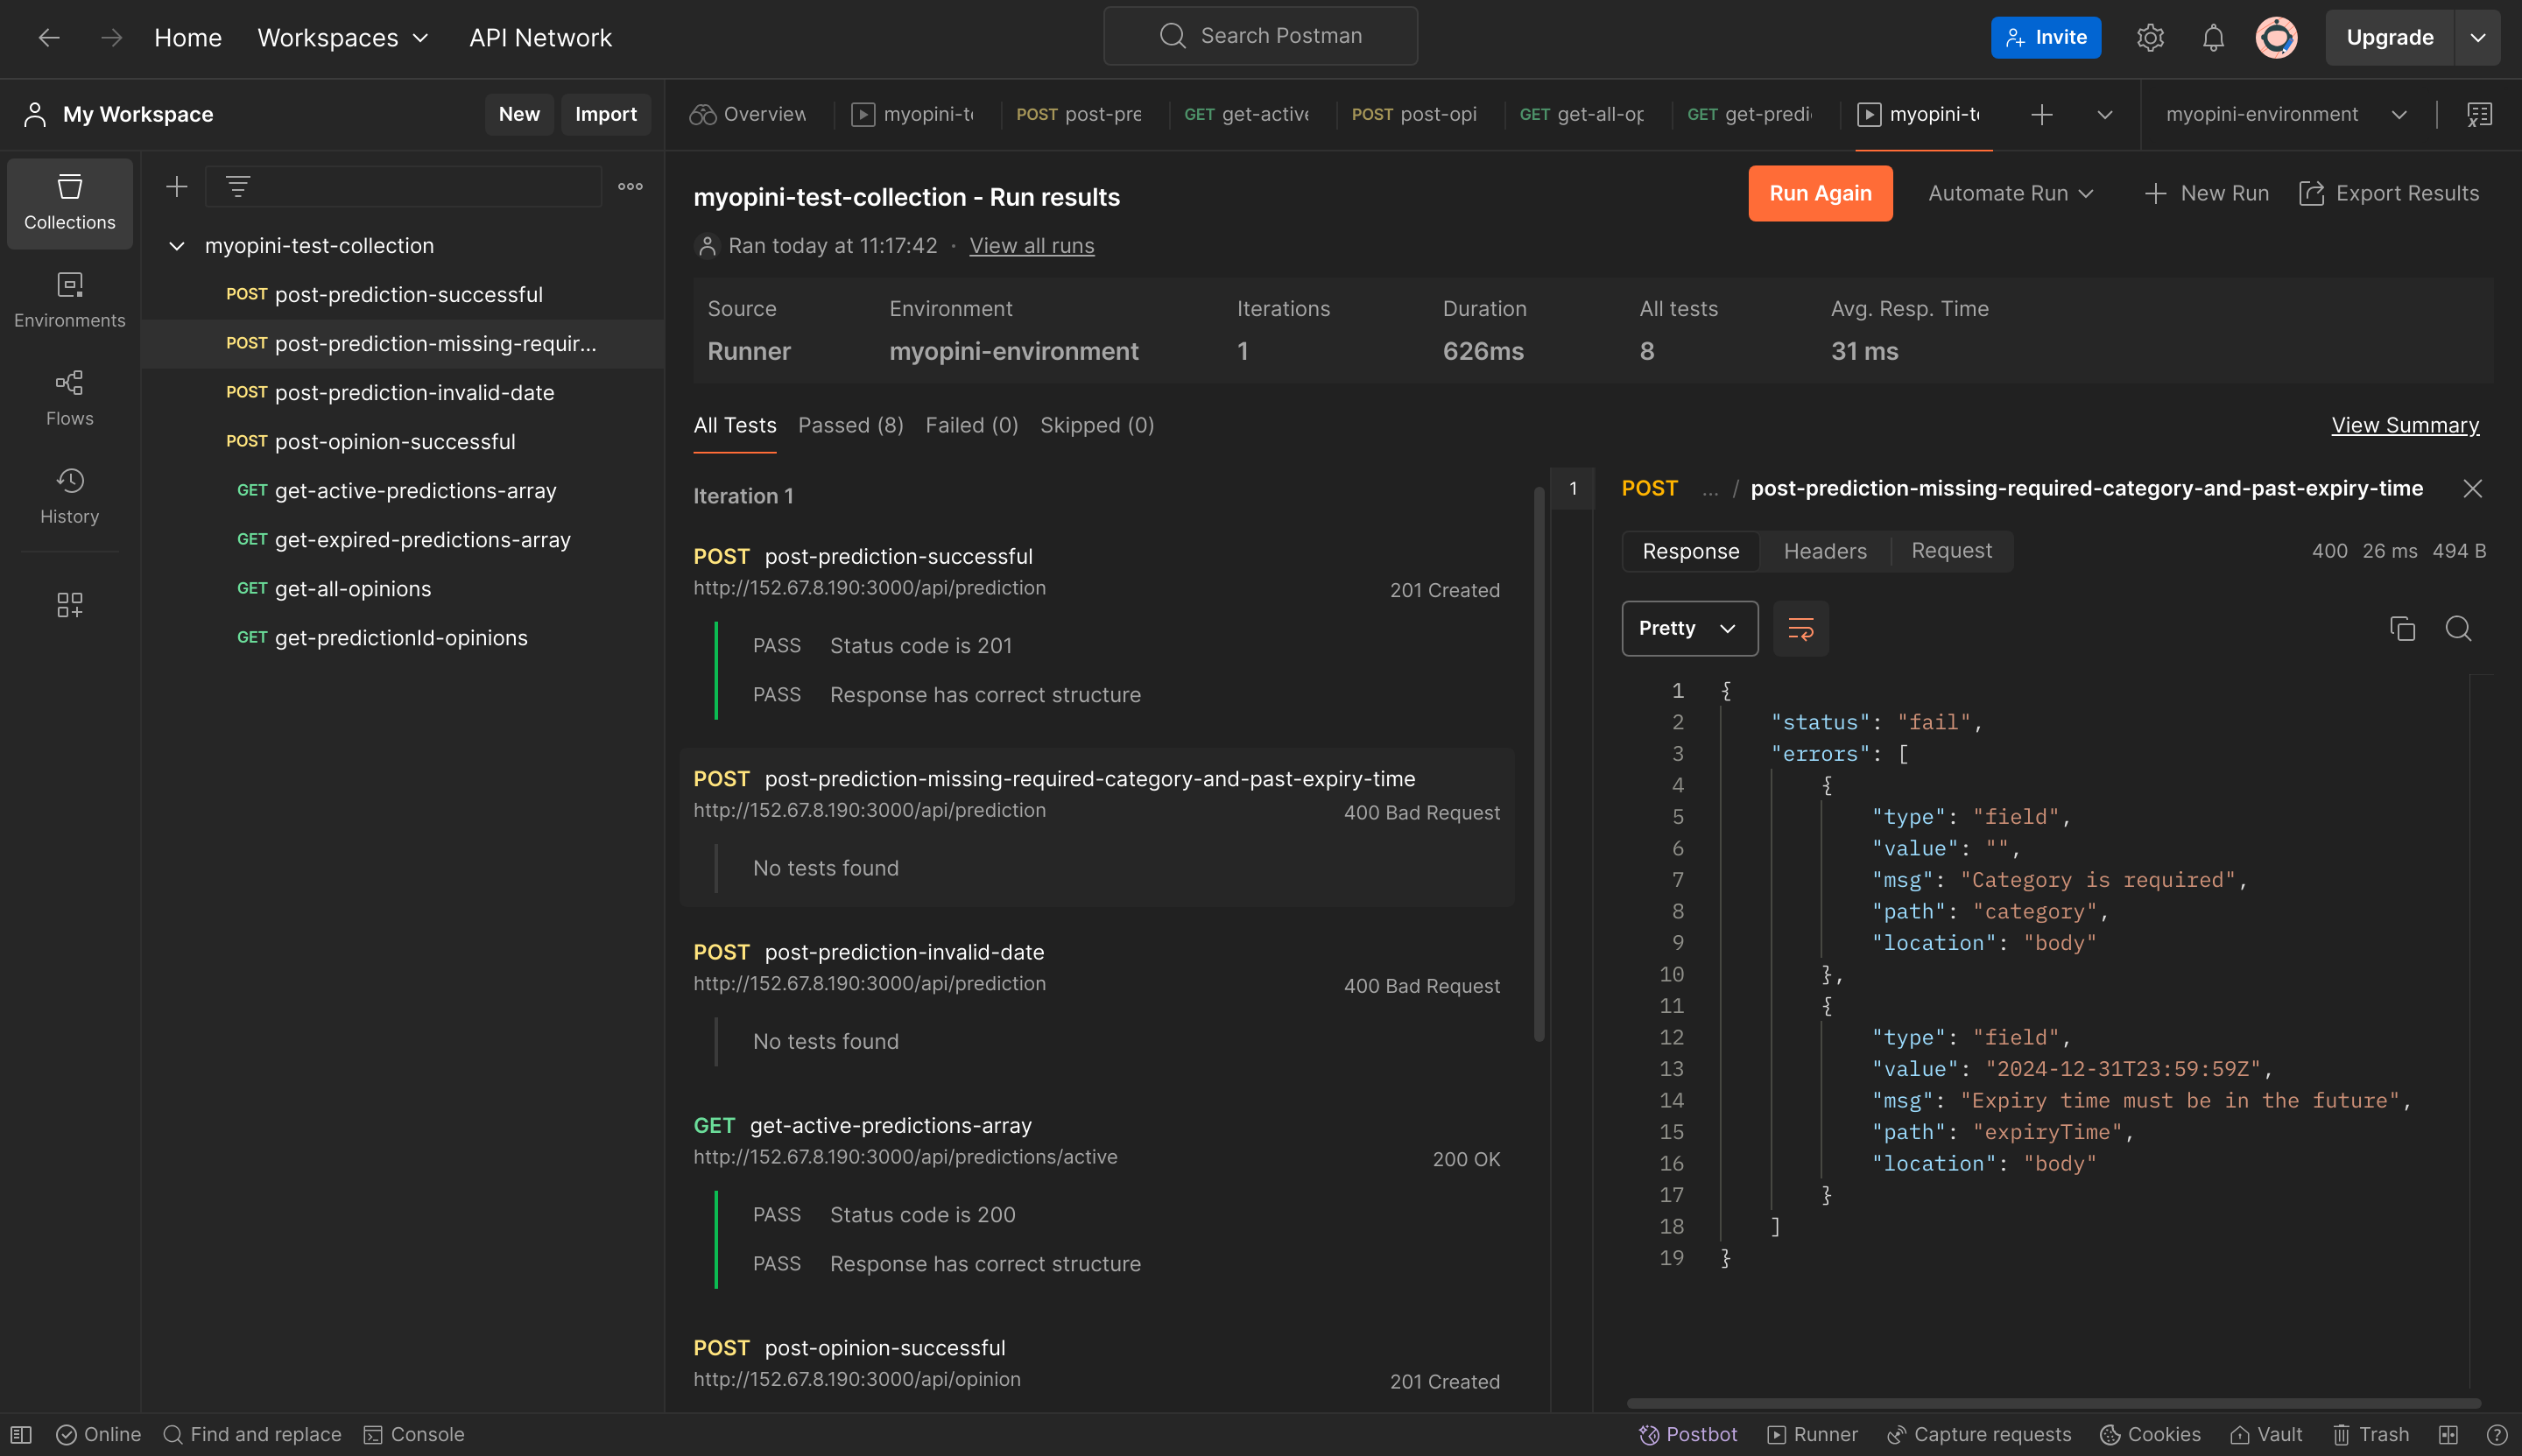 Home Workspaces API Network
Search Postman
Invite
Upgrade
My Workspace New Import
Overview myopini-te POST post-pre GET get-active POST post-opi GET get-all-op GET get-predi myopini-te
myopini-environment
Collections
Environments
Flows
History
myopini-test-collection
POST post-prediction-successful
POST post-prediction-missing-requir...
POST post-prediction-invalid-date
POST post-opinion-successful
GET get-active-predictions-array
GET get-expired-predictions-array
GET get-all-opinions
GET get-predictionId-opinions
myopini-test-collection - Run results
Run Again Automate Run New Run Export Results
Ran today at 11:17:42 · View all runs
Source Environment Iterations Duration All tests Avg. Resp. Time
Runner myopini-environment 1 626ms 8 31 ms
All Tests Passed (8) Failed (0) Skipped (0) View Summary
Iteration 1
POST post-prediction-successful
http://152.67.8.190:3000/api/prediction 201 Created
PASS Status code is 201
PASS Response has correct structure
POST post-prediction-missing-required-category-and-past-expiry-time
http://152.67.8.190:3000/api/prediction 400 Bad Request
No tests found
POST post-prediction-invalid-date
http://152.67.8.190:3000/api/prediction 400 Bad Request
No tests found
GET get-active-predictions-array
http://152.67.8.190:3000/api/predictions/active 200 OK
PASS Status code is 200
PASS Response has correct structure
POST post-opinion-successful
http://152.67.8.190:3000/api/opinion 201 Created
1
POST ... / post-prediction-missing-required-category-and-past-expiry-time
Response Headers Request 400 26 ms 494 B
Pretty
1 {
2 "status": "fail",
3 "errors": [
4 {
5 "type": "field",
6 "value": "",
7 "msg": "Category is required",
8 "path": "category",
9 "location": "body"
10 },
11 {
12 "type": "field",
13 "value": "2024-12-31T23:59:59Z",
14 "msg": "Expiry time must be in the future",
15 "path": "expiryTime",
16 "location": "body"
17 }
18 ]
19 }
Online Find and replace Console
Postbot Runner Capture requests Cookies Vault Trash